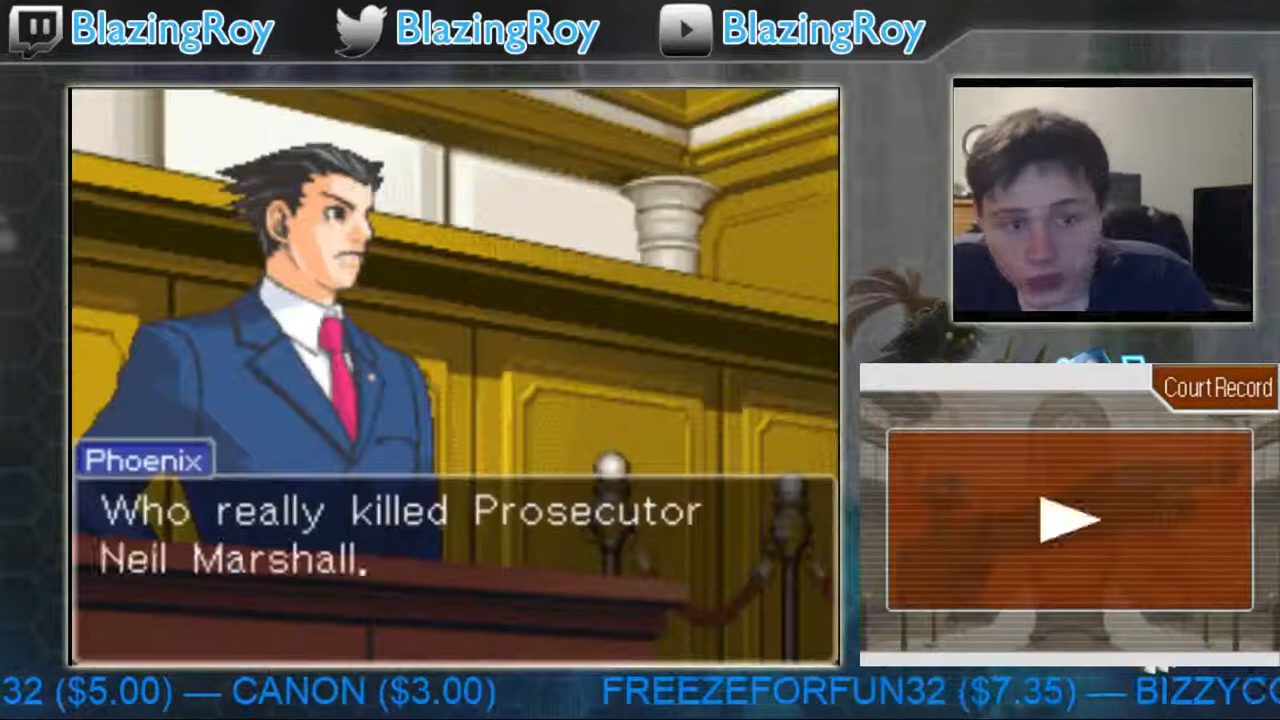 BlazingRoy BlazingRoy BlazingRoy
Court Record
Phoenix
Who really killed Prosecutor
Neil Marshall.
32 ($5.00) — CANON ($3.00) FREEZEFORFUN32 ($7.35) — BIZZYCO